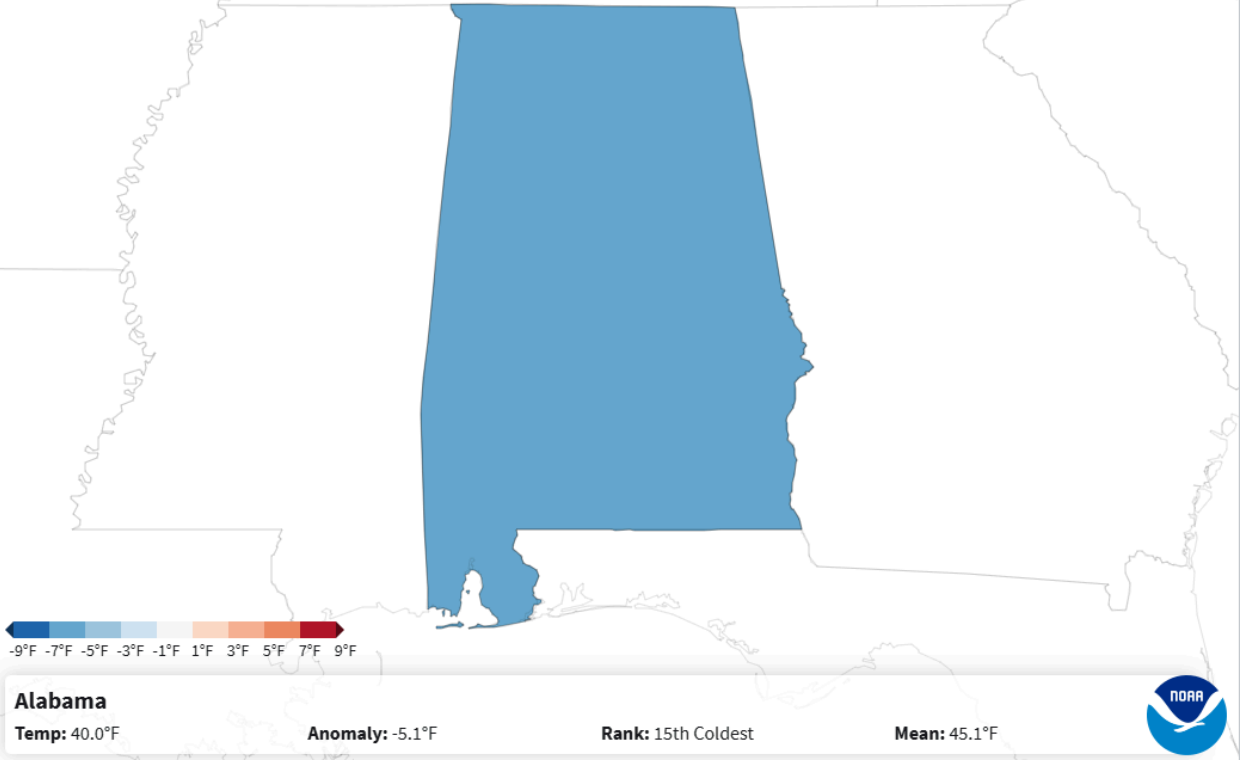 -9°F -7°F -5°F -3°F -1°F 1°F 3°F 5°F 7°F 9°F
Alabama
NOAA
Temp: 40.0°F Anomaly: -5.1°F Rank: 15th Coldest Mean: 45.1°F